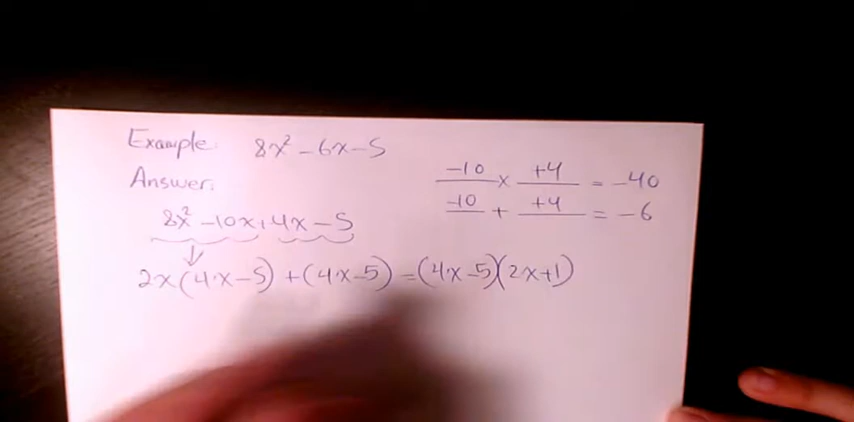 Example: 8x² - 6x - 5
Answer:
-10 x +4 = -40
-10 + +4 = -6
8x² - 10x + 4x - 5
2x(4x - 5) + (4x - 5) = (4x - 5)(2x + 1)